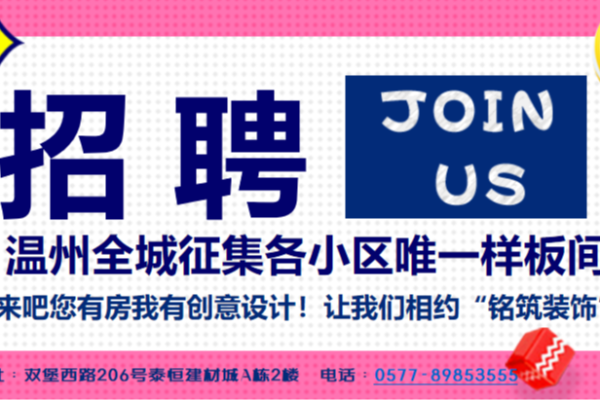 招聘
JOIN
US
温州全城征集各小区唯一样板间
来吧您有房我有创意设计！让我们相约“铭筑装饰”
址：双堡西路206号泰恒建材城A栋2楼 电话：0577-89853555